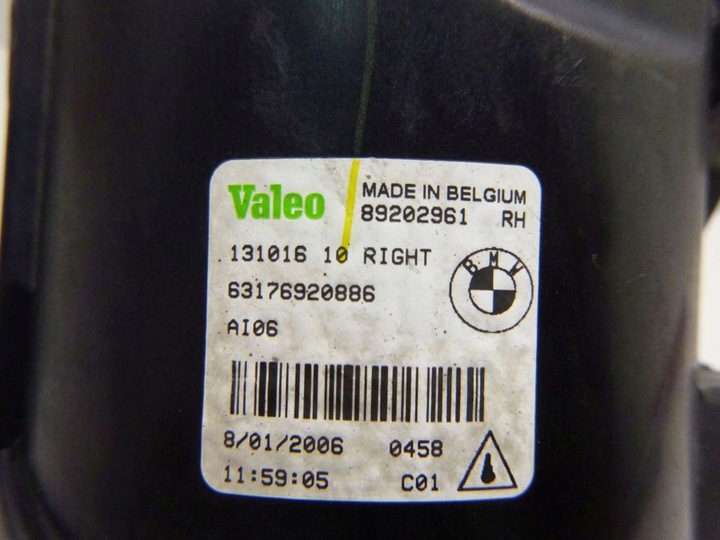 Valeo
MADE IN BELGIUM
89202961 RH
131016 10 RIGHT
BMW
63176920886
AI06
8/01/2006 0458
11:59:05 C01